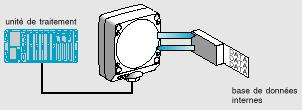 unité de traitement
base de données
internes